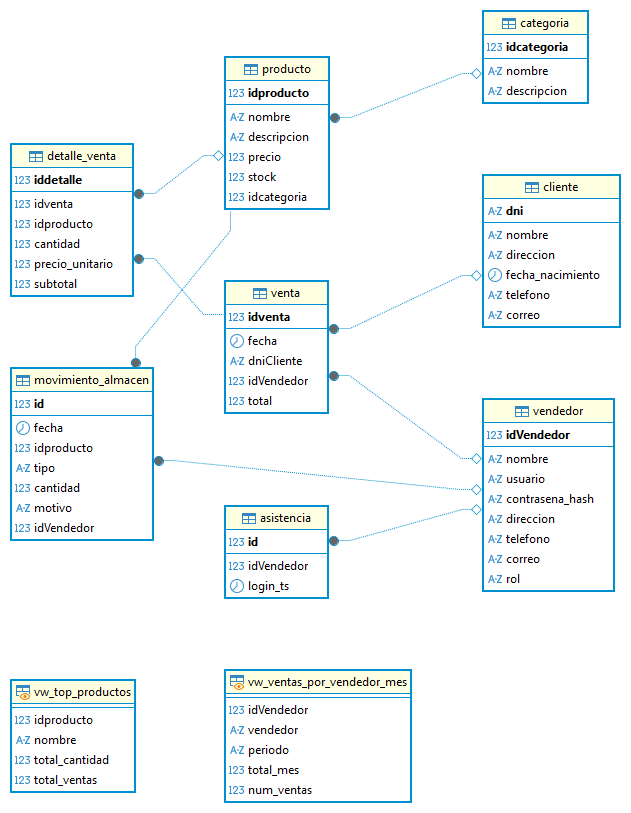 categoria
123 idcategoria
A-Z nombre
A-Z descripcion
producto
123 idproducto
A-Z nombre
A-Z descripcion
123 precio
123 stock
123 idcategoria
detalle_venta
123 iddetalle
123 idventa
123 idproducto
123 cantidad
123 precio_unitario
123 subtotal
cliente
A-Z dni
A-Z nombre
A-Z direccion
fecha_nacimiento
A-Z telefono
A-Z correo
venta
123 idventa
fecha
A-Z dniCliente
123 idVendedor
123 total
movimiento_almacen
123 id
fecha
123 idproducto
A-Z tipo
123 cantidad
A-Z motivo
123 idVendedor
vendedor
123 idVendedor
A-Z nombre
A-Z usuario
A-Z contrasena_hash
A-Z direccion
A-Z telefono
A-Z correo
A-Z rol
asistencia
123 id
123 idVendedor
login_ts
vw_top_productos
123 idproducto
A-Z nombre
123 total_cantidad
123 total_ventas
vw_ventas_por_vendedor_mes
123 idVendedor
A-Z vendedor
A-Z periodo
123 total_mes
123 num_ventas